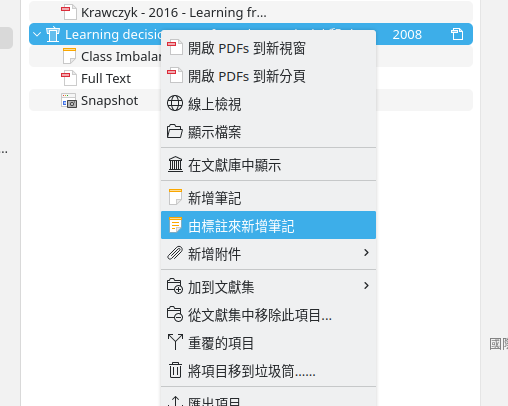 Krawczyk - 2016 - Learning fr...
Learning decisio
2008
Class Imbalan
Full Text
Snapshot
...
開啟 PDFs 到新視窗
開啟 PDFs 到新分頁
線上檢視
顯示檔案
在文獻庫中顯示
新增筆記
由標註來新增筆記
新增附件
加到文獻集
從文獻集中移除此項目...
重覆的項目
將項目移到垃圾筒......
匯出項目
國際